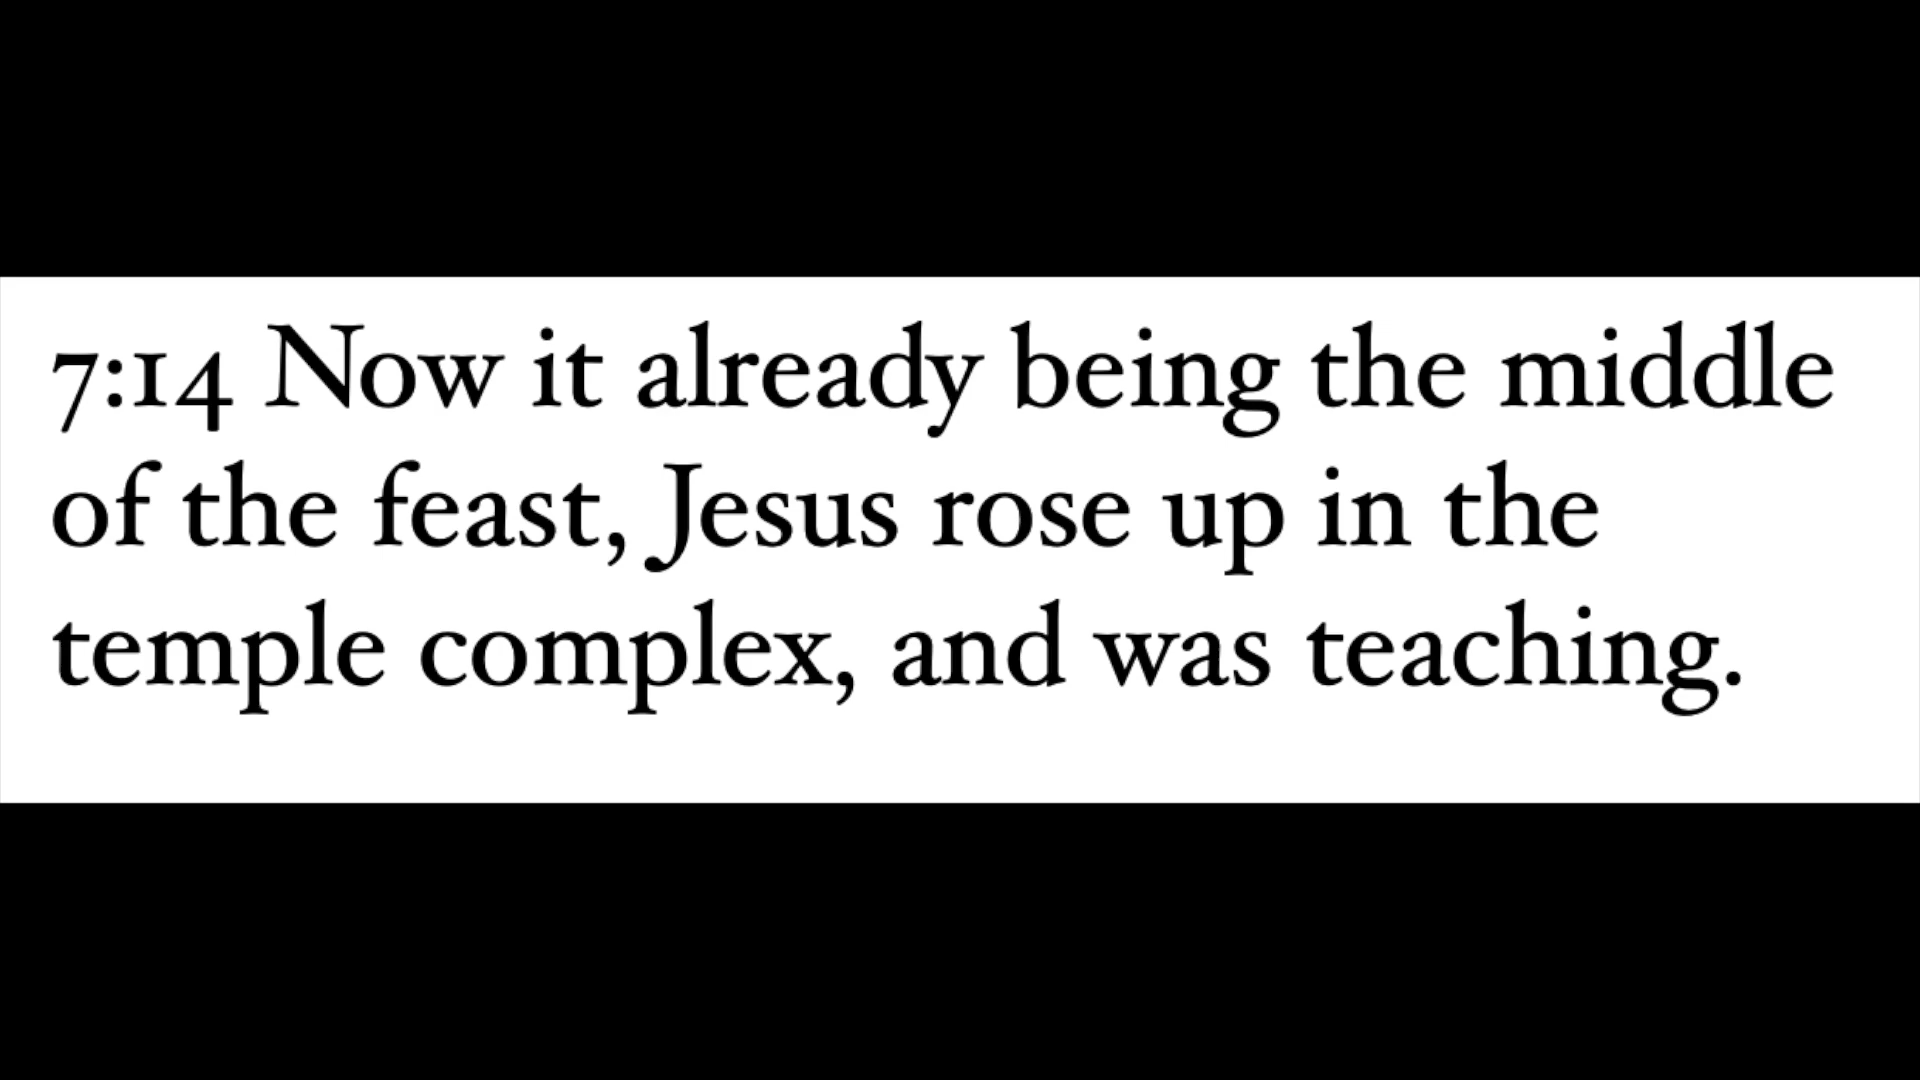 7:14 Now it already being the middle
of the feast, Jesus rose up in the
temple complex, and was teaching.